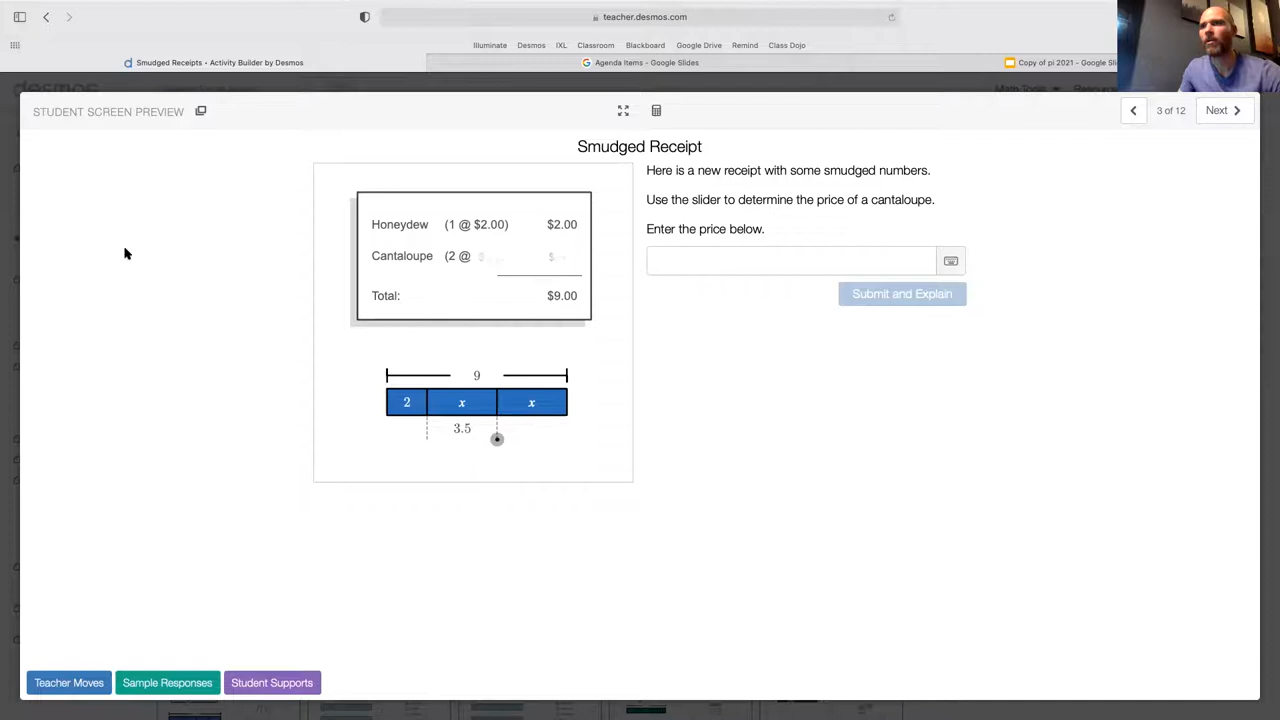 teacher.desmos.com
Illuminate Desmos IXL Classroom Blackboard Google Drive Remind Class Dojo
Smudged Receipts • Activity Builder by Desmos
Agenda Items - Google Slides
Copy of pi 2021 - Google Sli
STUDENT SCREEN PREVIEW
3 of 12
Next
Smudged Receipt
Honeydew (1 @ $2.00) $2.00
Cantaloupe (2 @ $ $
Total: $9.00
9
2 x x
3.5
Here is a new receipt with some smudged numbers.
Use the slider to determine the price of a cantaloupe.
Enter the price below.
Submit and Explain
Teacher Moves
Sample Responses
Student Supports